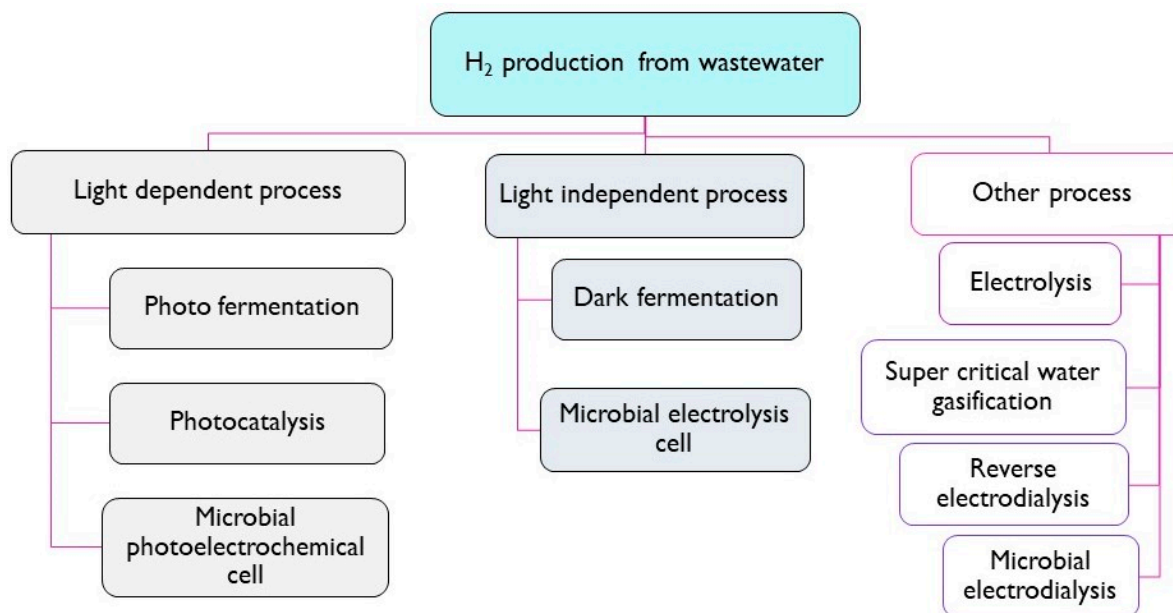 H₂ production from wastewater
Light dependent process
Photo fermentation
Photocatalysis
Microbial
photoelectrochemical
cell
Light independent process
Dark fermentation
Microbial electrolysis
cell
Other process
Electrolysis
Super critical water
gasification
Reverse
electrodialysis
Microbial
electrodialysis